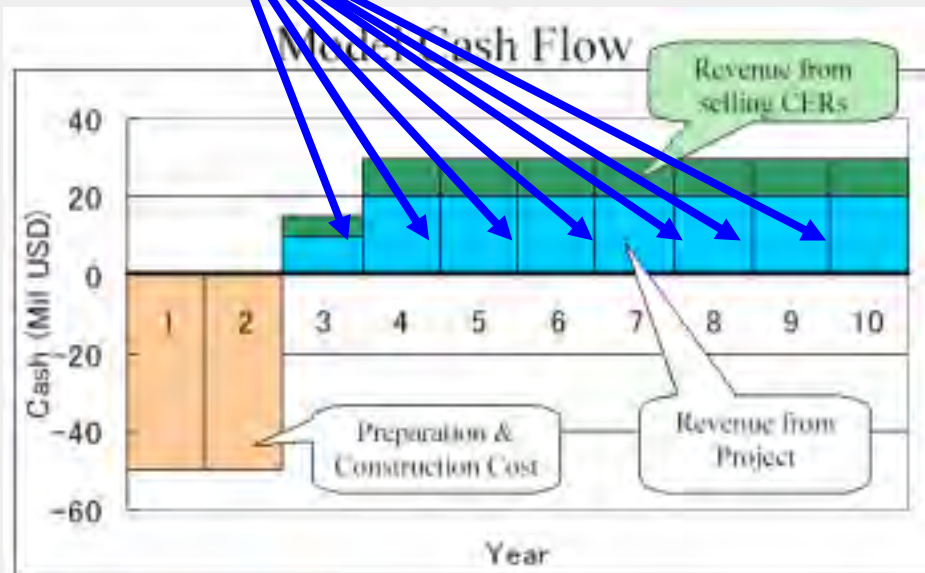 Model Cash Flow
Revenue from
selling CERs
40
20
0
-20
-40
-60
Cash (Mil USD)
1 2 3 4 5 6 7 8 9 10
Preparation &
Construction Cost
Revenue from
Project
Year